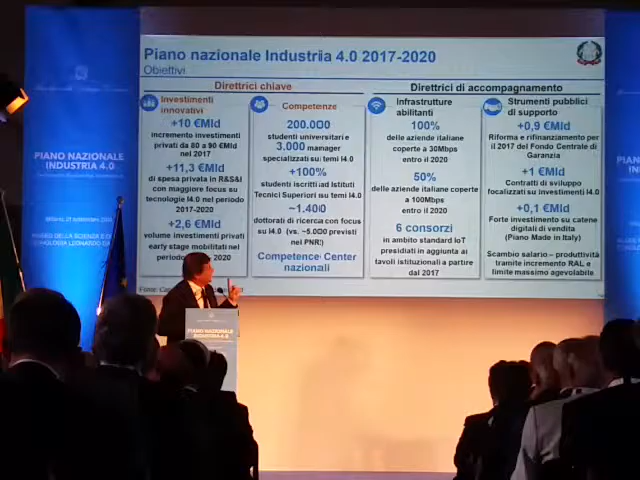 Piano nazionale Industria 4.0 2017-2020
Obiettivi
Direttrici chiave
Direttrici di accompagnamento
Investimenti
innovativi
+10 €Mld
incremento investimenti
privati da 80 a 90 €Mld
nel 2017
+11,3 €Mld
di spesa privata in R&S&I
con maggiore focus su
tecnologie I4.0 nel periodo
2017-2020
+2,6 €Mld
volume investimenti privati
early stage mobilitati nel
2020
Competenze
200.000
studenti universitari e
3.000 manager
specializzati su temi I4.0
+100%
studenti iscritti ad Istituti
Tecnici Superiori su temi I4.0
~1.400
dottorati di ricerca con focus
su I4.0 (vs. ~5.000 previsti
nel PNR)
Competence Center
nazionali
Infrastrutture
abilitanti
100%
delle aziende italiane
coperte a 30Mbps
entro il 2020
50%
delle aziende italiane coperte
a 100Mbps
entro il 2020
6 consorzi
in ambito standard IoT
presidiati in aggiunta ai
tavoli istituzionali a partire
dal 2017
Strumenti pubblici
di supporto
+0,9 €Mld
Riforma e rifinanziamento per
il 2017 del Fondo Centrale di
Garanzia
+1 €Mld
Contratti di sviluppo
focalizzati su investimenti I4.0
+0,1 €Mld
Forte investimento su catene
digitali di vendita
(Piano Made in Italy)
Scambio salario – produttività
tramite incremento RAL e
limite massimo agevolabile
Fonte:
PIANO NAZIONALE
INDUSTRIA 4.0
PIANO NAZIONALE
INDUSTRIA 4.0